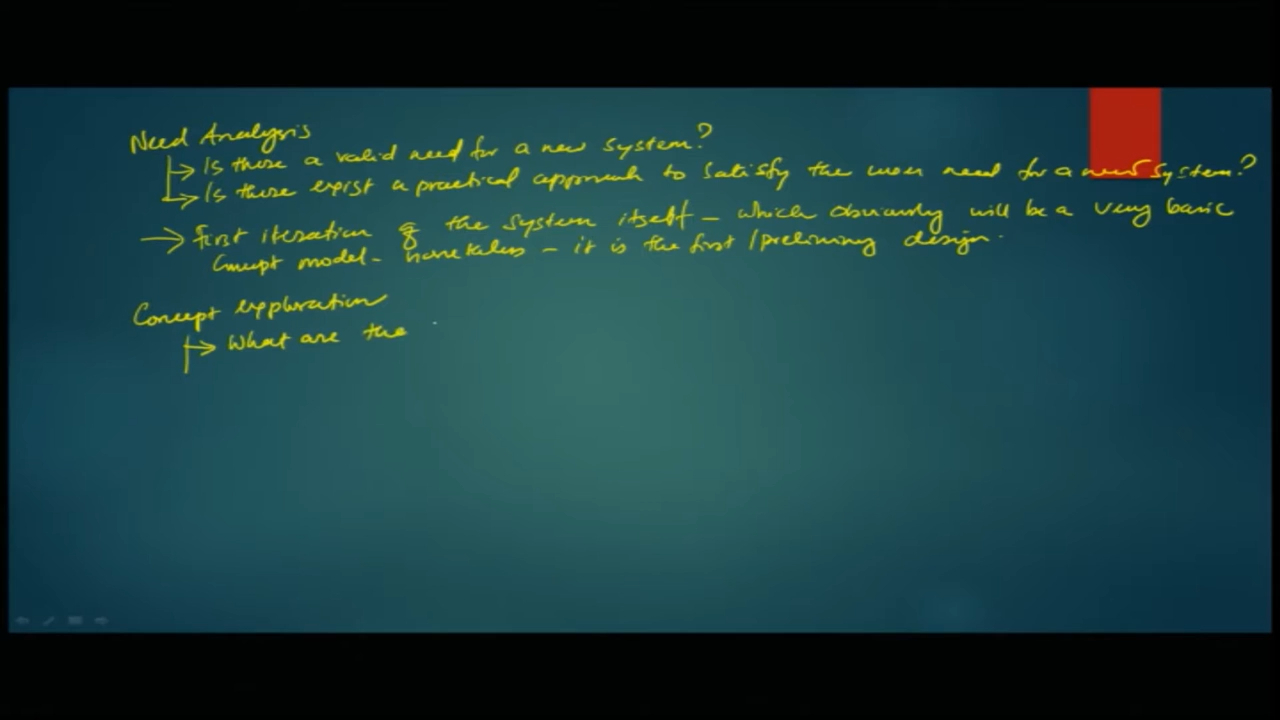 Need Analysis
Is there a valid need for a new system?
Is there exist a practical approach to satisfy the user need for a new system?
First iteration of the system itself - which obviously will be a very basic
Concept model - nonetheless - it is the first / preliminary design.
Concept exploration
What are the